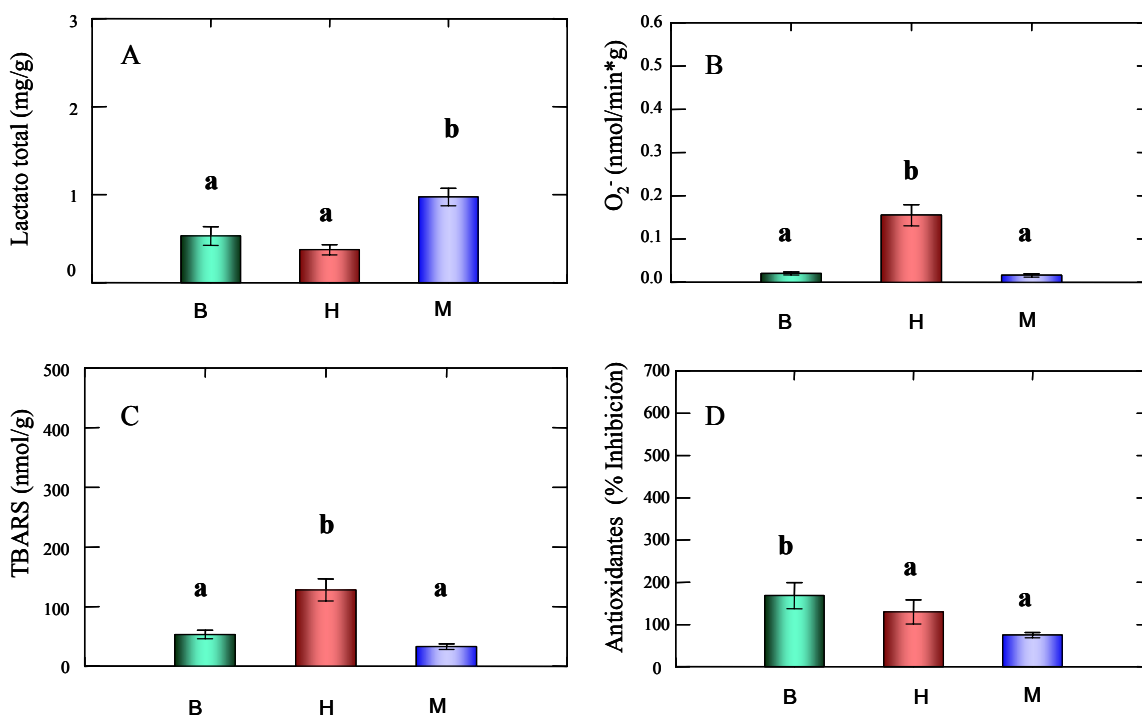 Lactato total (mg/g)
3
2
1
0
A
a
a
b
B
H
M
O₂⁻ (nmol/min*g)
0.6
0.5
0.4
0.3
0.2
0.1
0.0
B
a
b
a
B
H
M
TBARS (nmol/g)
500
400
300
200
100
0
C
a
b
a
B
H
M
Antioxidantes (% Inhibición)
700
600
500
400
300
200
100
0
D
b
a
a
B
H
M